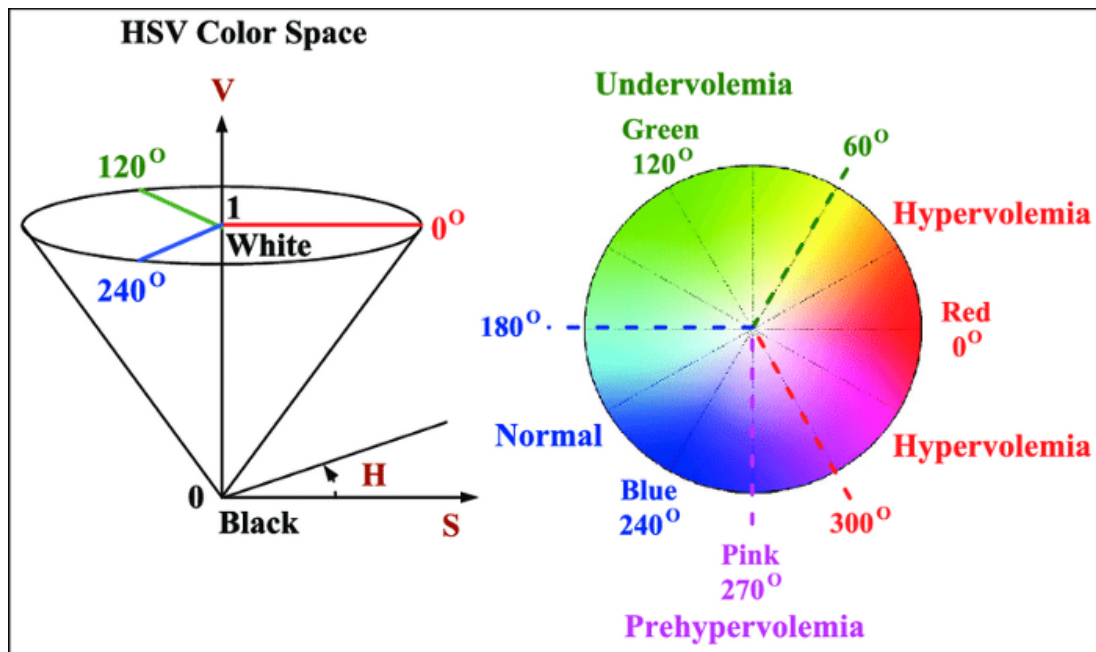 HSV Color Space
V
120°
1
0°
White
240°
0
H
Black
S
Undervolemia
Green
120°
60°
Hypervolemia
180°
Red
0°
Normal
Hypervolemia
Blue
240°
300°
Pink
270°
Prehypervolemia